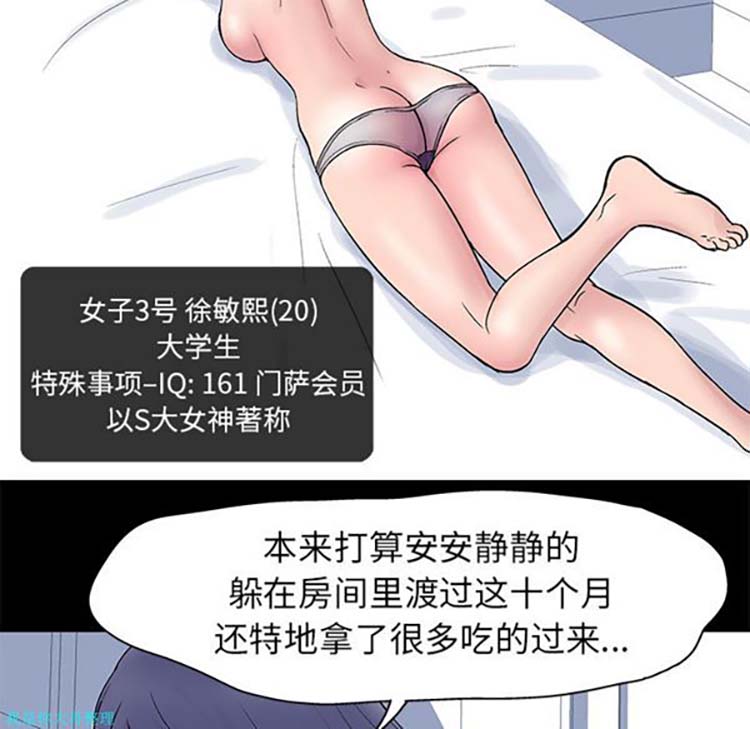 女子3号 徐敏熙(20)
大学生
特殊事项–IQ: 161 门萨会员
以S大女神著称
本来打算安安静静的
躲在房间里渡过这十个月
还特地拿了很多吃的过来...